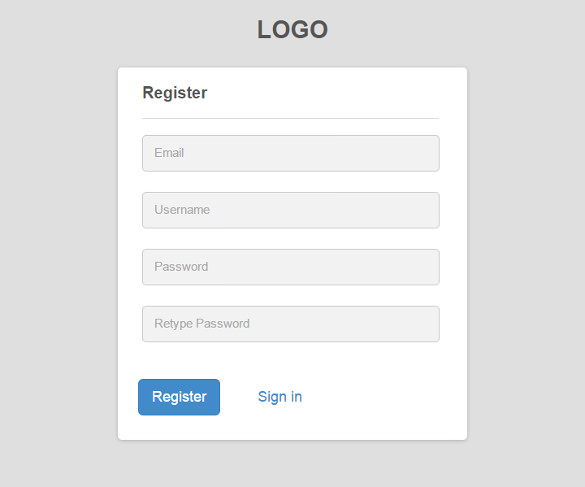 LOGO
Register
Email
Username
Password
Retype Password
Register Sign in